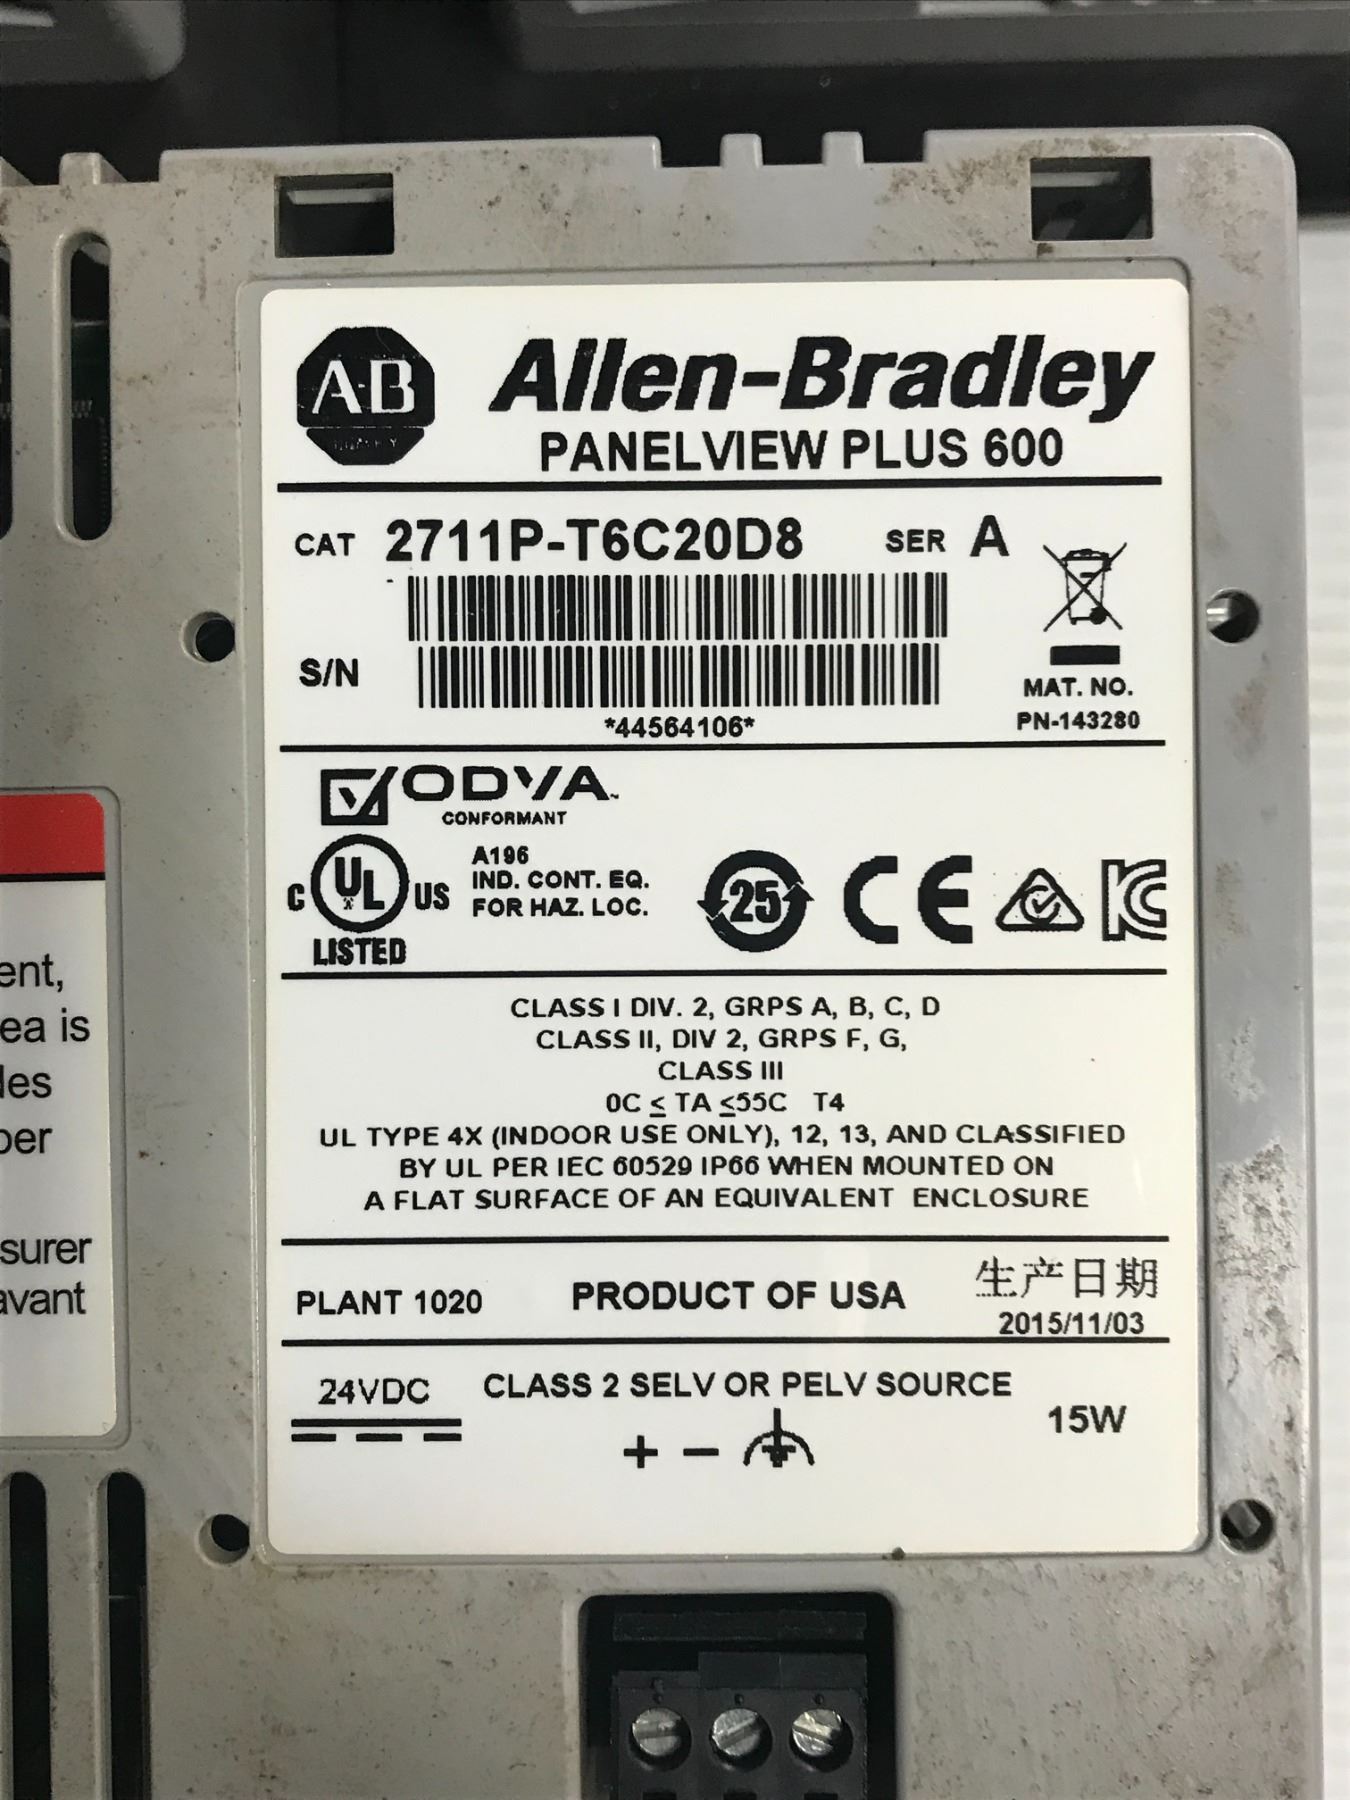 A·B
QUALITY
Allen-Bradley
PANELVIEW PLUS 600
CAT 2711P-T6C20D8 SER A
S/N
*44564106*
MAT. NO.
PN-143280
ODVA
CONFORMANT
C UL US
LISTED
A196
IND. CONT. EQ.
FOR HAZ. LOC.
25
CE
KC
CLASS I DIV. 2, GRPS A, B, C, D
CLASS II, DIV 2, GRPS F, G,
CLASS III
0C ≤ TA ≤55C T4
UL TYPE 4X (INDOOR USE ONLY), 12, 13, AND CLASSIFIED
BY UL PER IEC 60529 IP66 WHEN MOUNTED ON
A FLAT SURFACE OF AN EQUIVALENT ENCLOSURE
PLANT 1020 PRODUCT OF USA 生产日期
2015/11/03
24VDC CLASS 2 SELV OR PELV SOURCE
15W
+ −
ent,
ea is
les
per
surer
avant